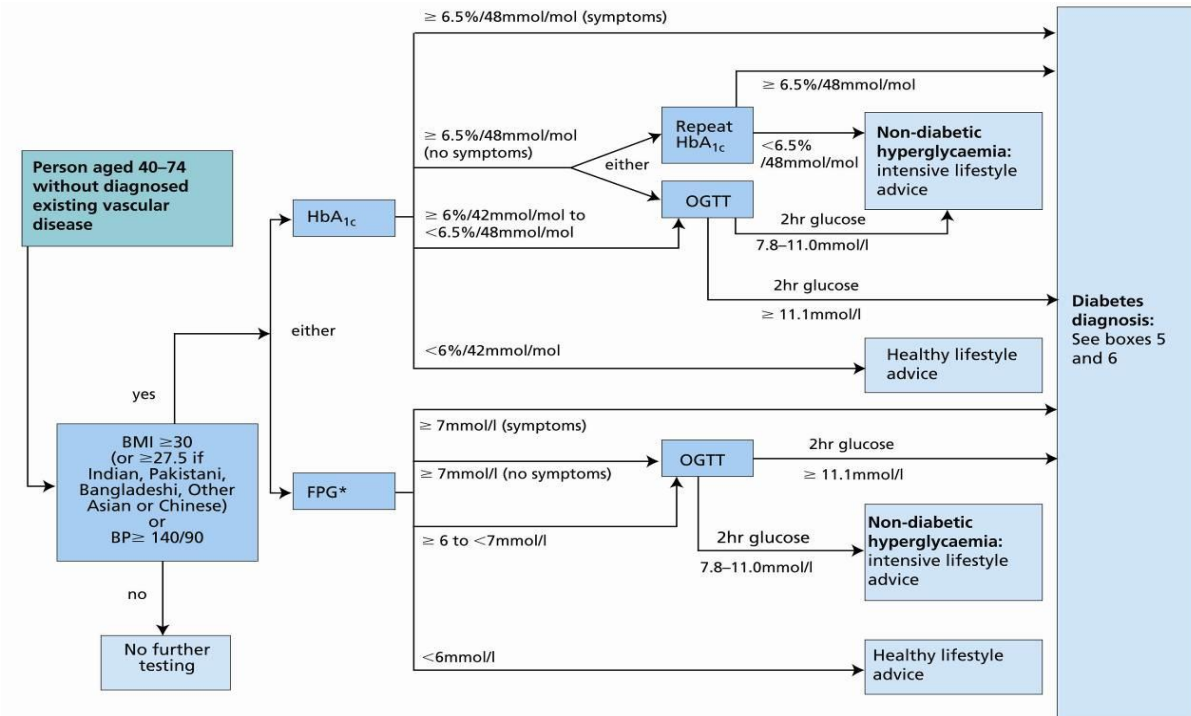 Person aged 40–74
without diagnosed
existing vascular
disease
yes
BMI ≥30
(or ≥27.5 if
Indian, Pakistani,
Bangladeshi, Other
Asian or Chinese)
or
BP≥ 140/90
no
No further
testing
either
HbA1c
≥ 6.5%/48mmol/mol (symptoms)
≥ 6.5%/48mmol/mol
(no symptoms)
either
Repeat
HbA1c
≥ 6.5%/48mmol/mol
<6.5%
/48mmol/mol
Non-diabetic
hyperglycaemia:
intensive lifestyle
advice
≥ 6%/42mmol/mol to
<6.5%/48mmol/mol
OGTT
2hr glucose
7.8–11.0mmol/l
2hr glucose
≥ 11.1mmol/l
<6%/42mmol/mol
Healthy lifestyle
advice
FPG*
≥ 7mmol/l (symptoms)
≥ 7mmol/l (no symptoms)
OGTT
2hr glucose
≥ 11.1mmol/l
≥ 6 to <7mmol/l
2hr glucose
7.8–11.0mmol/l
Non-diabetic
hyperglycaemia:
intensive lifestyle
advice
<6mmol/l
Healthy lifestyle
advice
Diabetes
diagnosis:
See boxes 5
and 6